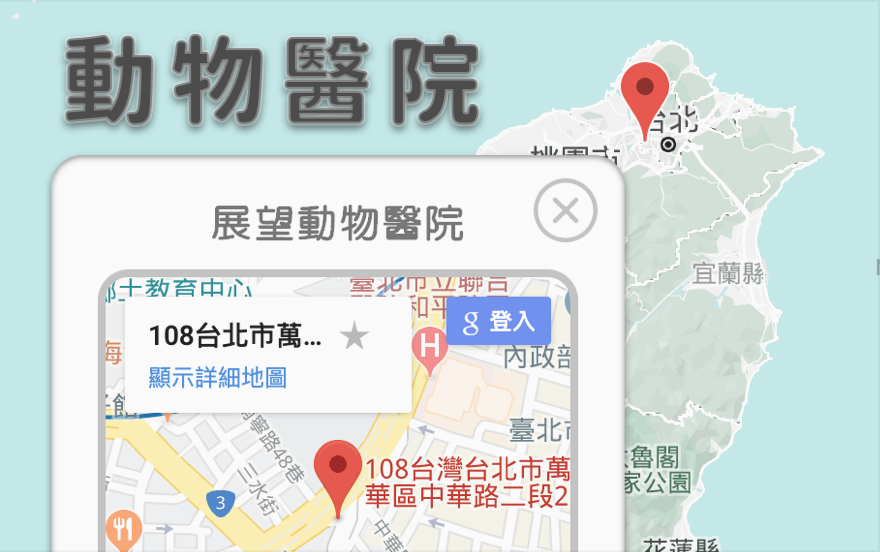 動物醫院
台北
桃園市
展望動物醫院
宜蘭縣
鄉土教育中心
臺北市立聯合
和平
g 登入
108台北市萬...
顯示詳細地圖
海
H
內政部
子館
臺北市
寧路48巷
三水街
108台灣台北市萬
華區中華路二段2
3
中華
太魯閣
家公園
花蓮縣